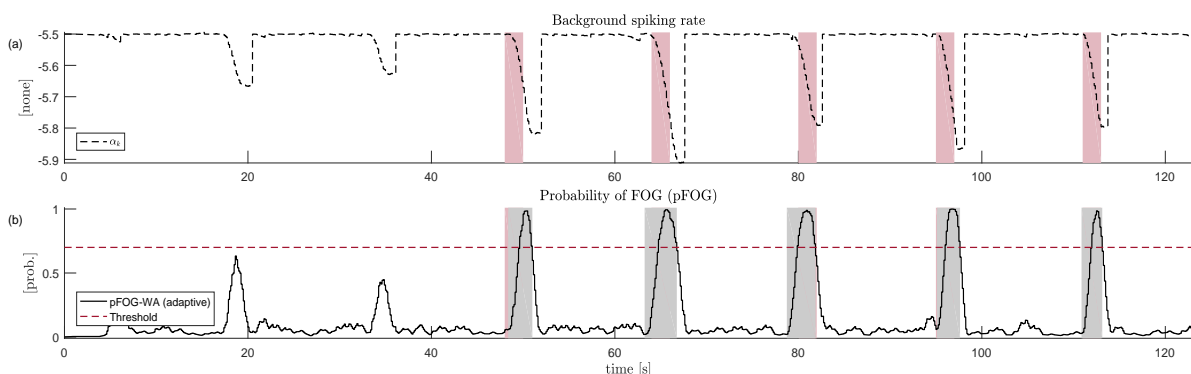 Background spiking rate
(a)
-5.5
-5.6
-5.7
-5.8
-5.9
[none]
αk
0 20 40 60 80 100 120
Probability of FOG (pFOG)
(b)
1
0.5
0
[prob.]
pFOG-WA (adaptive)
Threshold
0 20 40 60 80 100 120
time [s]